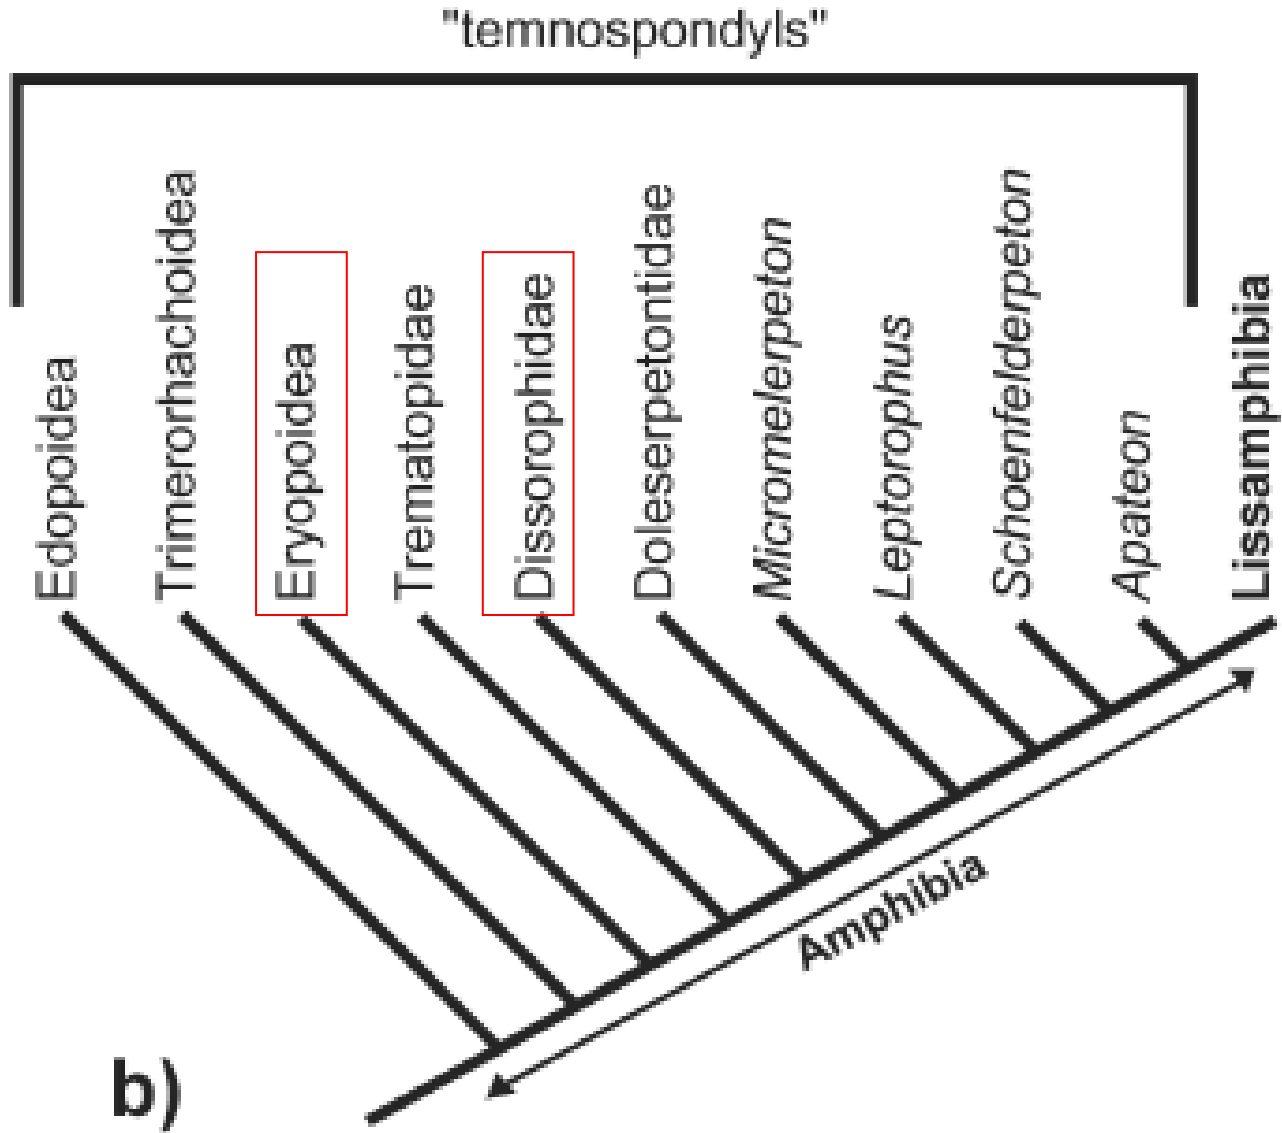 "temnospondyls"
Edopoidea
Trimerorhachoidea
Eryopoidea
Trematopidae
Dissorophidae
Doleserpetontidae
Micromelerpeton
Leptorophus
Schoenfelderpeton
Apateon
Lissamphibia
Amphibia
b)